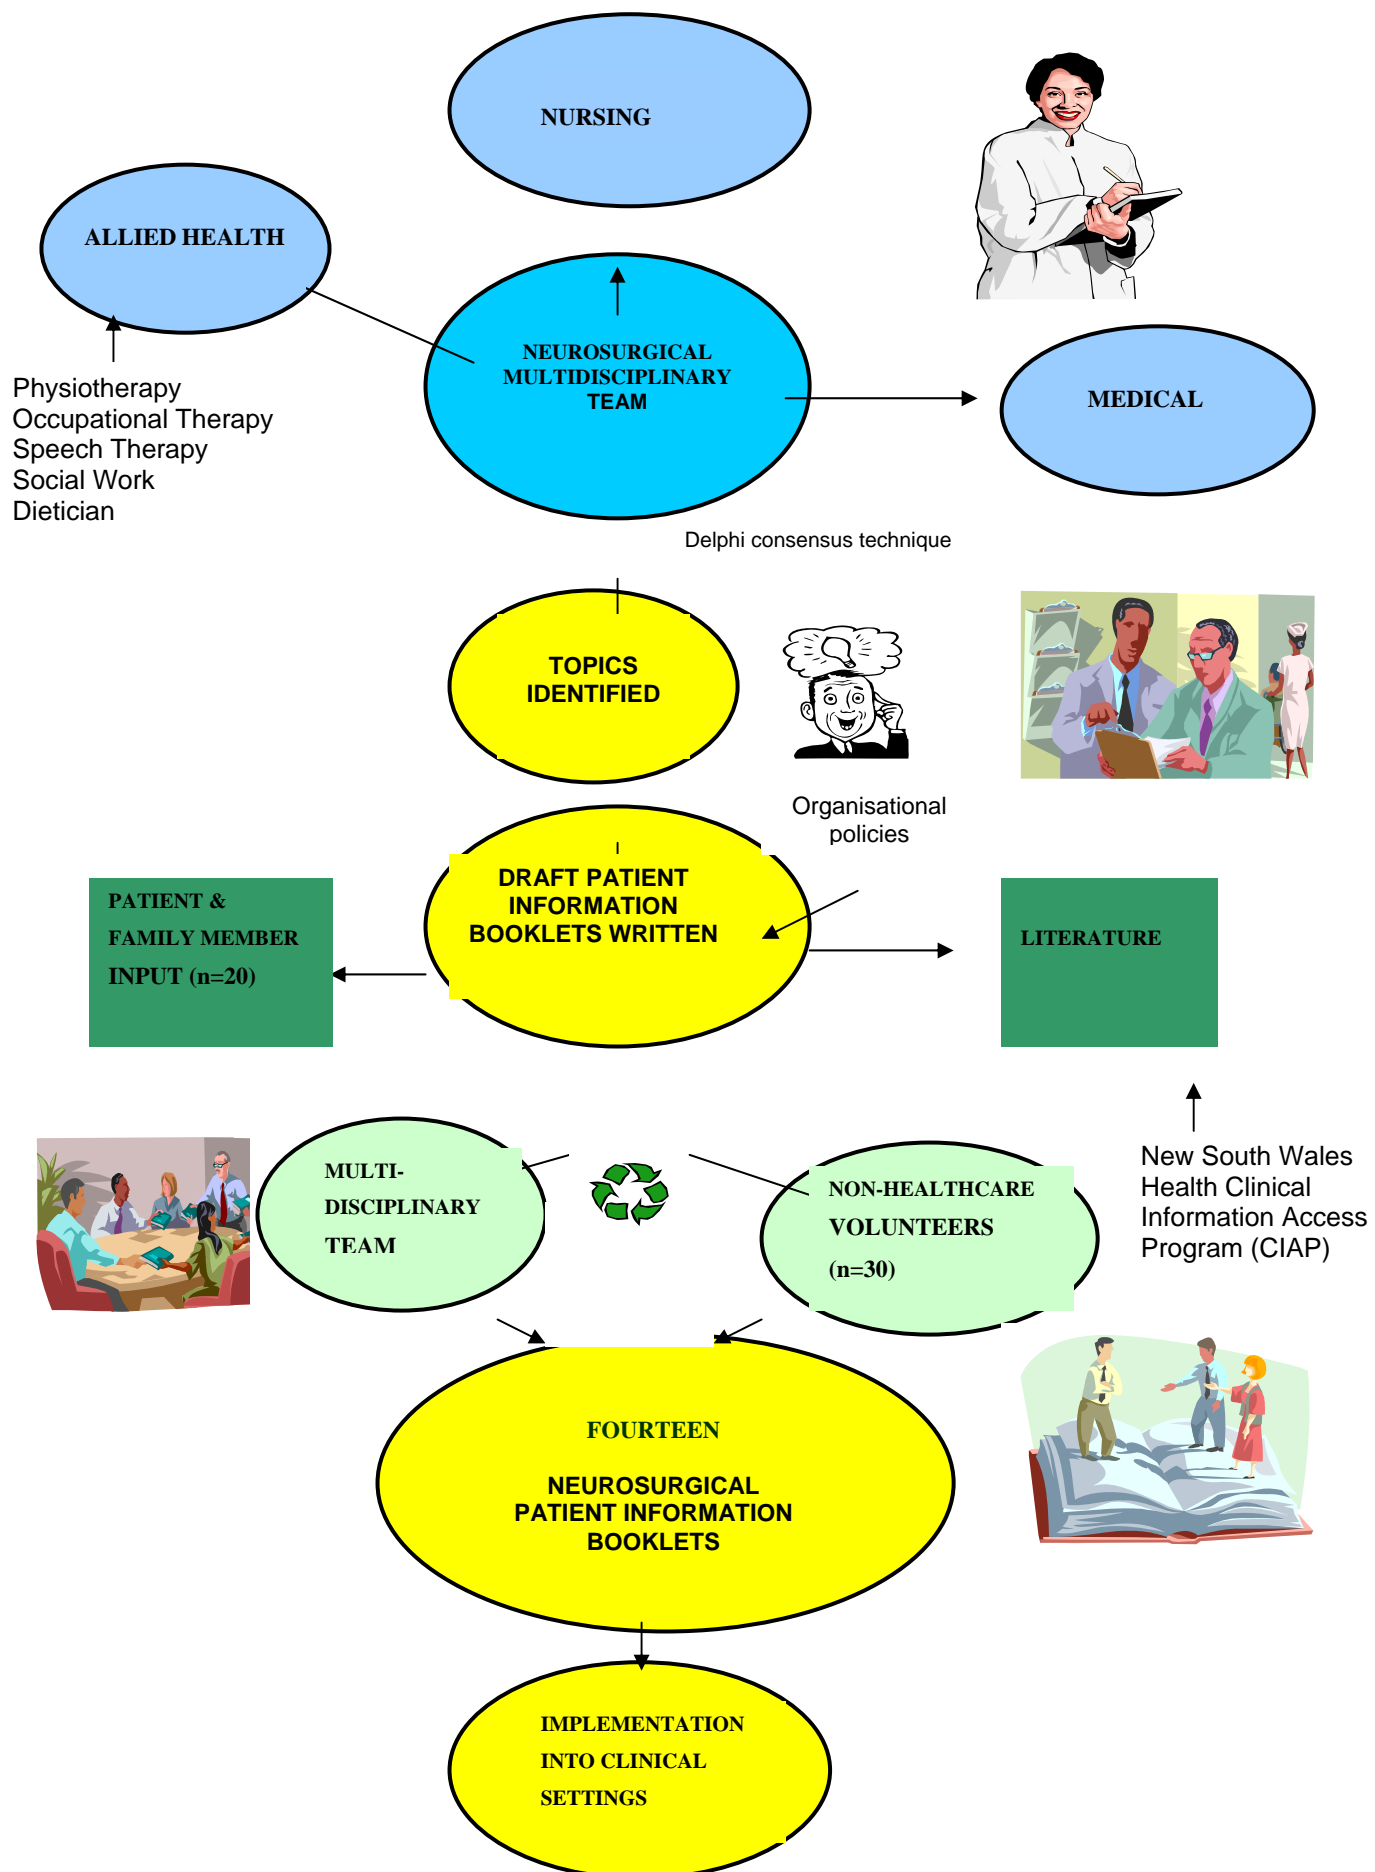 NURSING
ALLIED HEALTH
NEUROSURGICAL
MULTIDISCIPLINARY
TEAM
MEDICAL
Physiotherapy
Occupational Therapy
Speech Therapy
Social Work
Dietician
Delphi consensus technique
TOPICS
IDENTIFIED
Organisational
policies
DRAFT PATIENT
INFORMATION
BOOKLETS WRITTEN
PATIENT &
FAMILY MEMBER
INPUT (n=20)
LITERATURE
New South Wales
Health Clinical
Information Access
Program (CIAP)
MULTI-
DISCIPLINARY
TEAM
NON-HEALTHCARE
VOLUNTEERS
(n=30)
FOURTEEN
NEUROSURGICAL
PATIENT INFORMATION
BOOKLETS
IMPLEMENTATION
INTO CLINICAL
SETTINGS